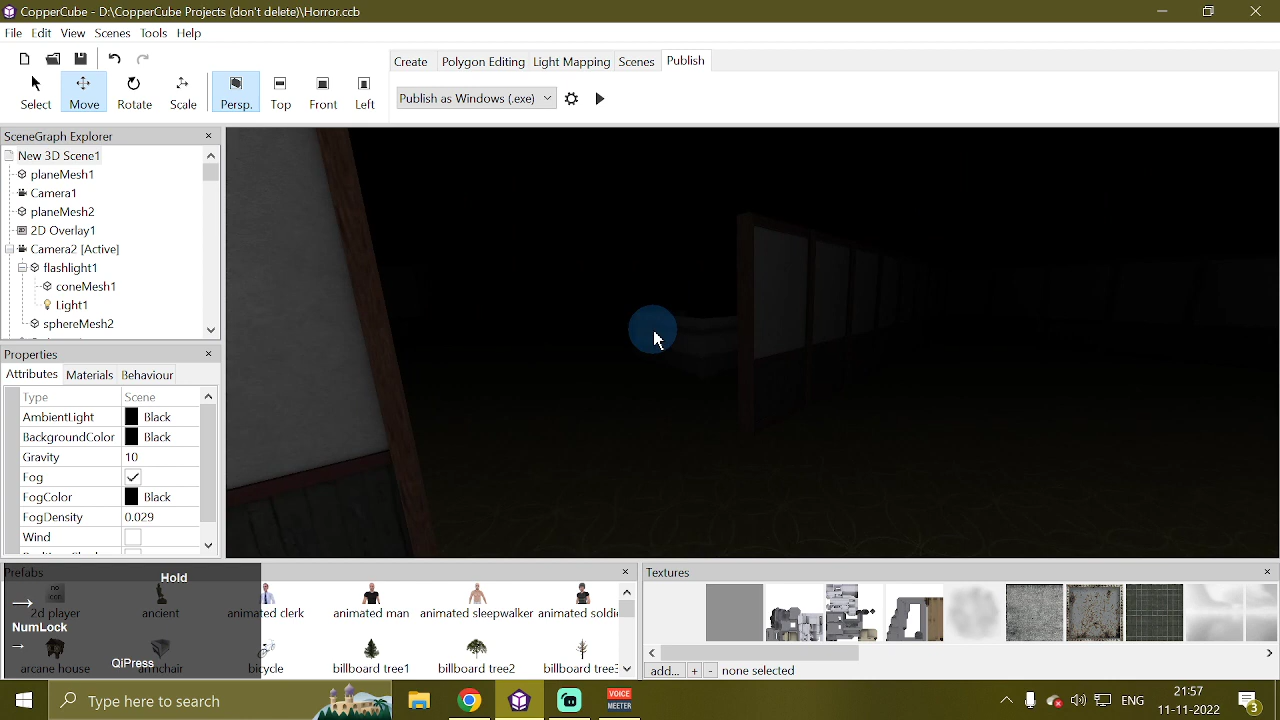 CopperCube - D:\CopperCube Projects (don't delete)\Horror.ccb
File Edit View Scenes Tools Help
Create Polygon Editing Light Mapping Scenes Publish
Select Move Rotate Scale Persp. Top Front Left
Publish as Windows (.exe)
SceneGraph Explorer
New 3D Scene1
planeMesh1
Camera1
planeMesh2
2D Overlay1
Camera2 [Active]
flashlight1
coneMesh1
Light1
sphereMesh2
Properties
Attributes Materials Behaviour
Type Scene
AmbientLight Black
BackgroundColor Black
Gravity 10
Fog
FogColor Black
FogDensity 0.029
Wind
Prefabs
Hold
2d player ancient animated clerk animated man animated sleepwalker animated soldi
NumLock
arcane house armchair bicycle billboard tree1 billboard tree2 billboard tree3
QiPress
Textures
add... + - none selected
Type here to search
VOICE
MEETER
ENG
21:57
11-11-2022
3